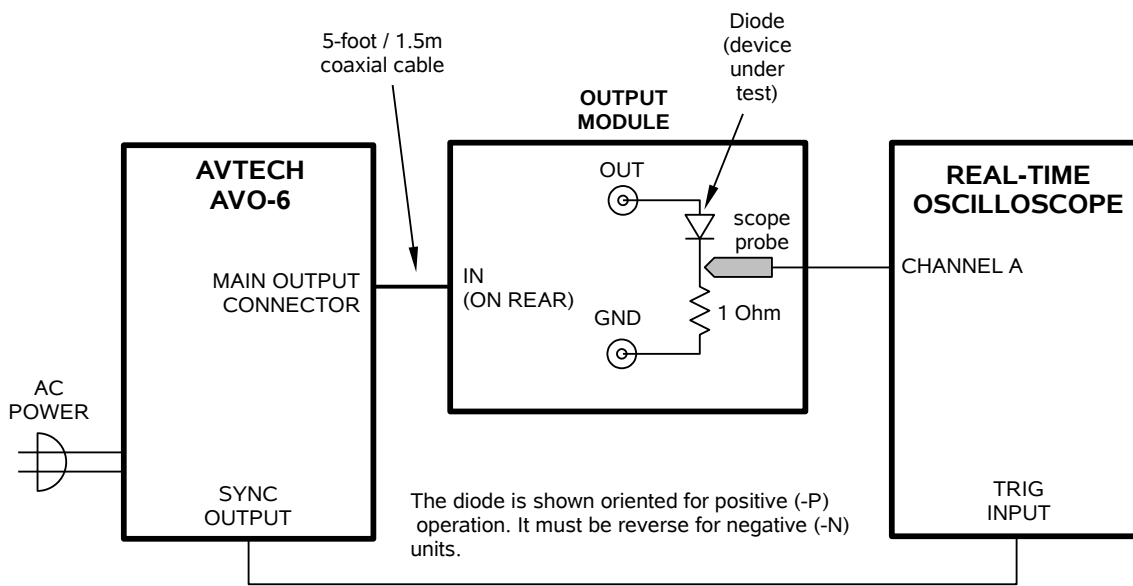 5-foot / 1.5m
coaxial cable
Diode
(device
under
test)
OUTPUT
MODULE
AVTECH
AVO-6
OUT
scope
probe
REAL-TIME
OSCILLOSCOPE
MAIN OUTPUT
CONNECTOR
IN
(ON REAR)
CHANNEL A
1 Ohm
GND
AC
POWER
SYNC
OUTPUT
The diode is shown oriented for positive (-P)
operation. It must be reverse for negative (-N)
units.
TRIG
INPUT